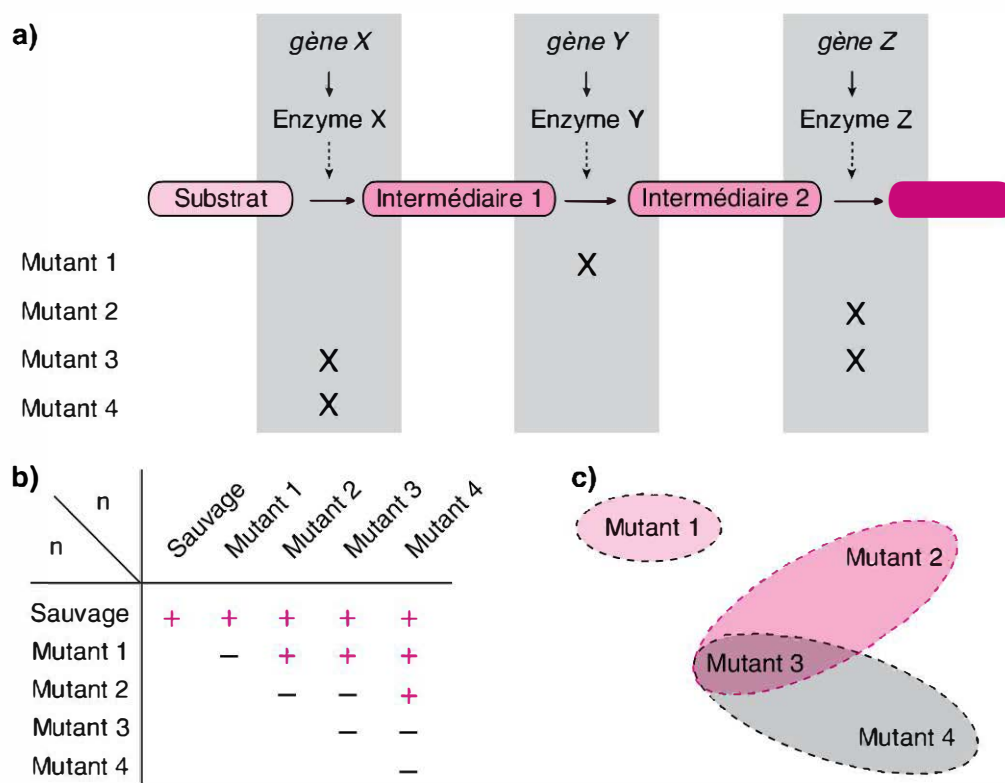 a)
gène X gène Y gène Z
Enzyme X Enzyme Y Enzyme Z
Substrat Intermédiaire 1 Intermédiaire 2
Mutant 1 X
Mutant 2 X
Mutant 3 X X
Mutant 4 X
b)
n
n
Sauvage Mutant 1 Mutant 2 Mutant 3 Mutant 4
Sauvage + + + + +
Mutant 1 – + + +
Mutant 2 – – +
Mutant 3 – –
Mutant 4 –
c)
Mutant 1
Mutant 2
Mutant 3
Mutant 4